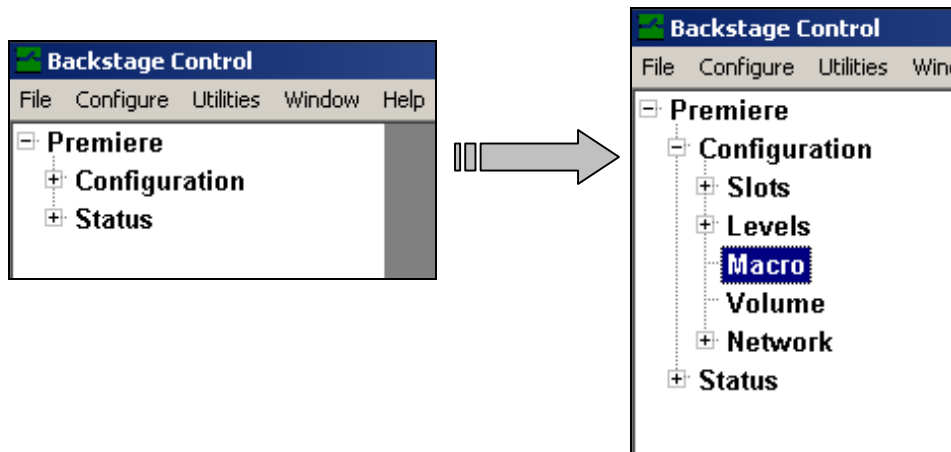 Backstage Control
File Configure Utilities Window Help
Premiere
Configuration
Status
Backstage Control
File Configure Utilities
Premiere
Configuration
Slots
Levels
Macro
Volume
Network
Status